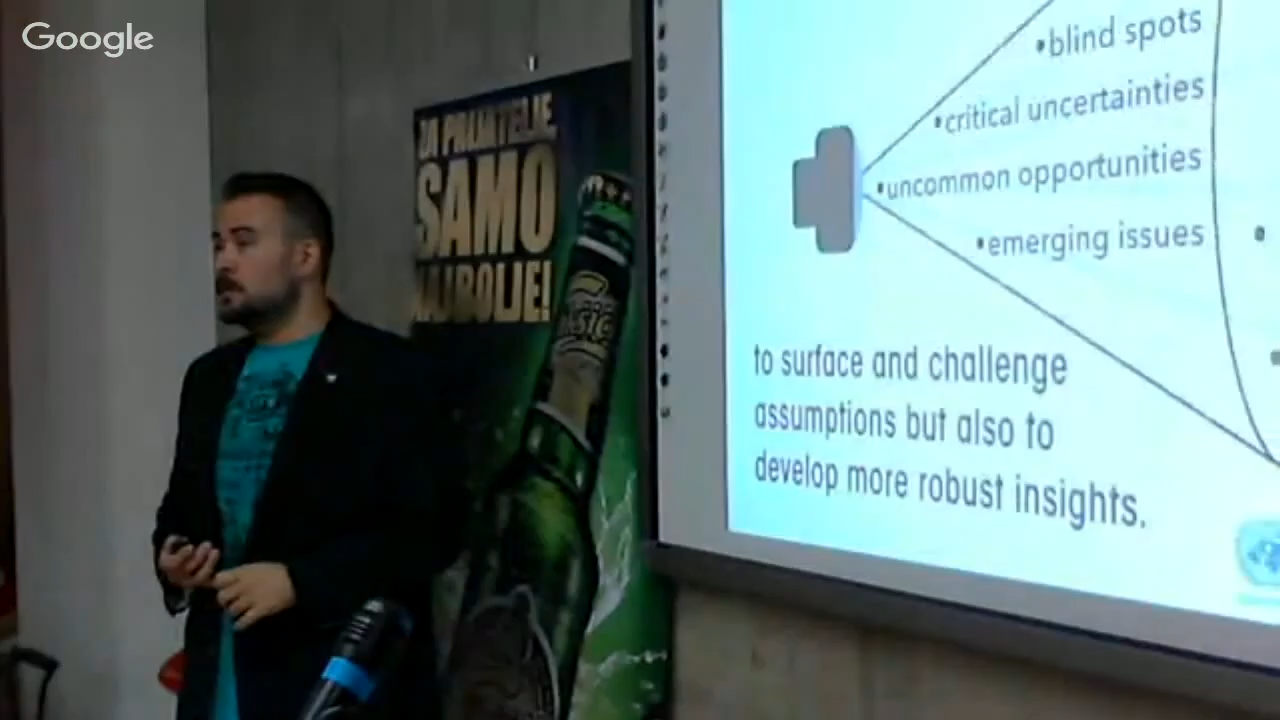 Google
ZA PRIJATELJE
SAMO
NAJBOLJE!
•blind spots
•critical uncertainties
•uncommon opportunities
•emerging issues
to surface and challenge
assumptions but also to
develop more robust insights.